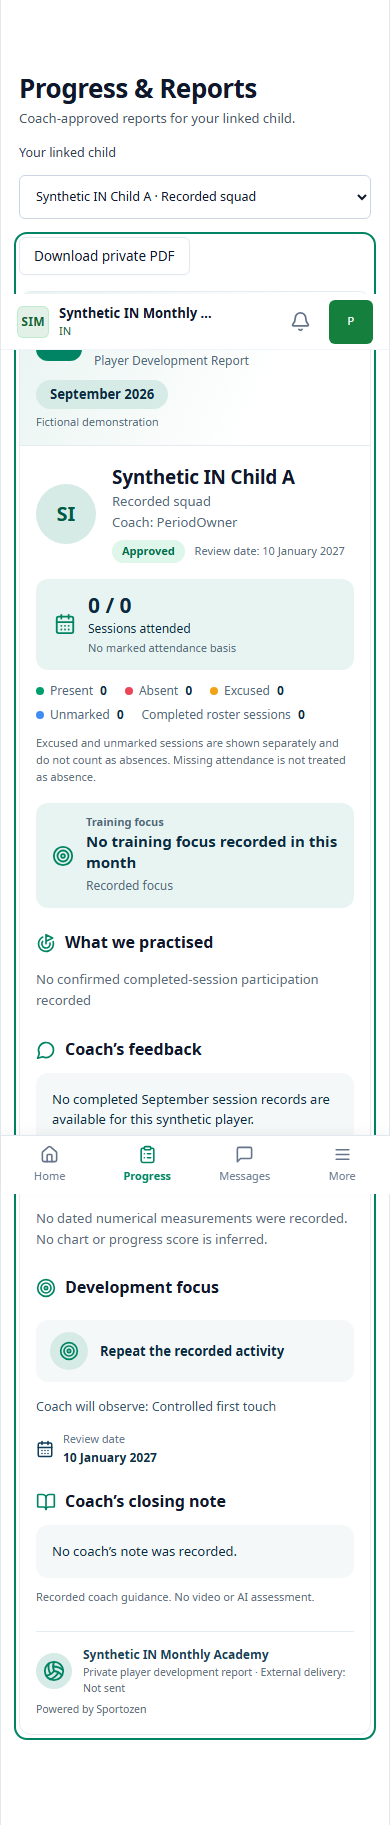 Progress & Reports
Coach-approved reports for your linked child.
Your linked child
Synthetic IN Child A · Recorded squad
Download private PDF
SIM
Synthetic IN Monthly ...
IN
P
Player Development Report
September 2026
Fictional demonstration
SI
Synthetic IN Child A
Recorded squad
Coach: PeriodOwner
Approved Review date: 10 January 2027
0 / 0
Sessions attended
No marked attendance basis
Present 0 Absent 0 Excused 0
Unmarked 0 Completed roster sessions 0
Excused and unmarked sessions are shown separately and
do not count as absences. Missing attendance is not treated
as absence.
Training focus
No training focus recorded in this
month
Recorded focus
What we practised
No confirmed completed-session participation
recorded
Coach’s feedback
No completed September session records are
available for this synthetic player.
Home Progress Messages More
No dated numerical measurements were recorded.
No chart or progress score is inferred.
Development focus
Repeat the recorded activity
Coach will observe: Controlled first touch
Review date
10 January 2027
Coach’s closing note
No coach’s note was recorded.
Recorded coach guidance. No video or AI assessment.
Synthetic IN Monthly Academy
Private player development report · External delivery:
Not sent
Powered by Sportozen